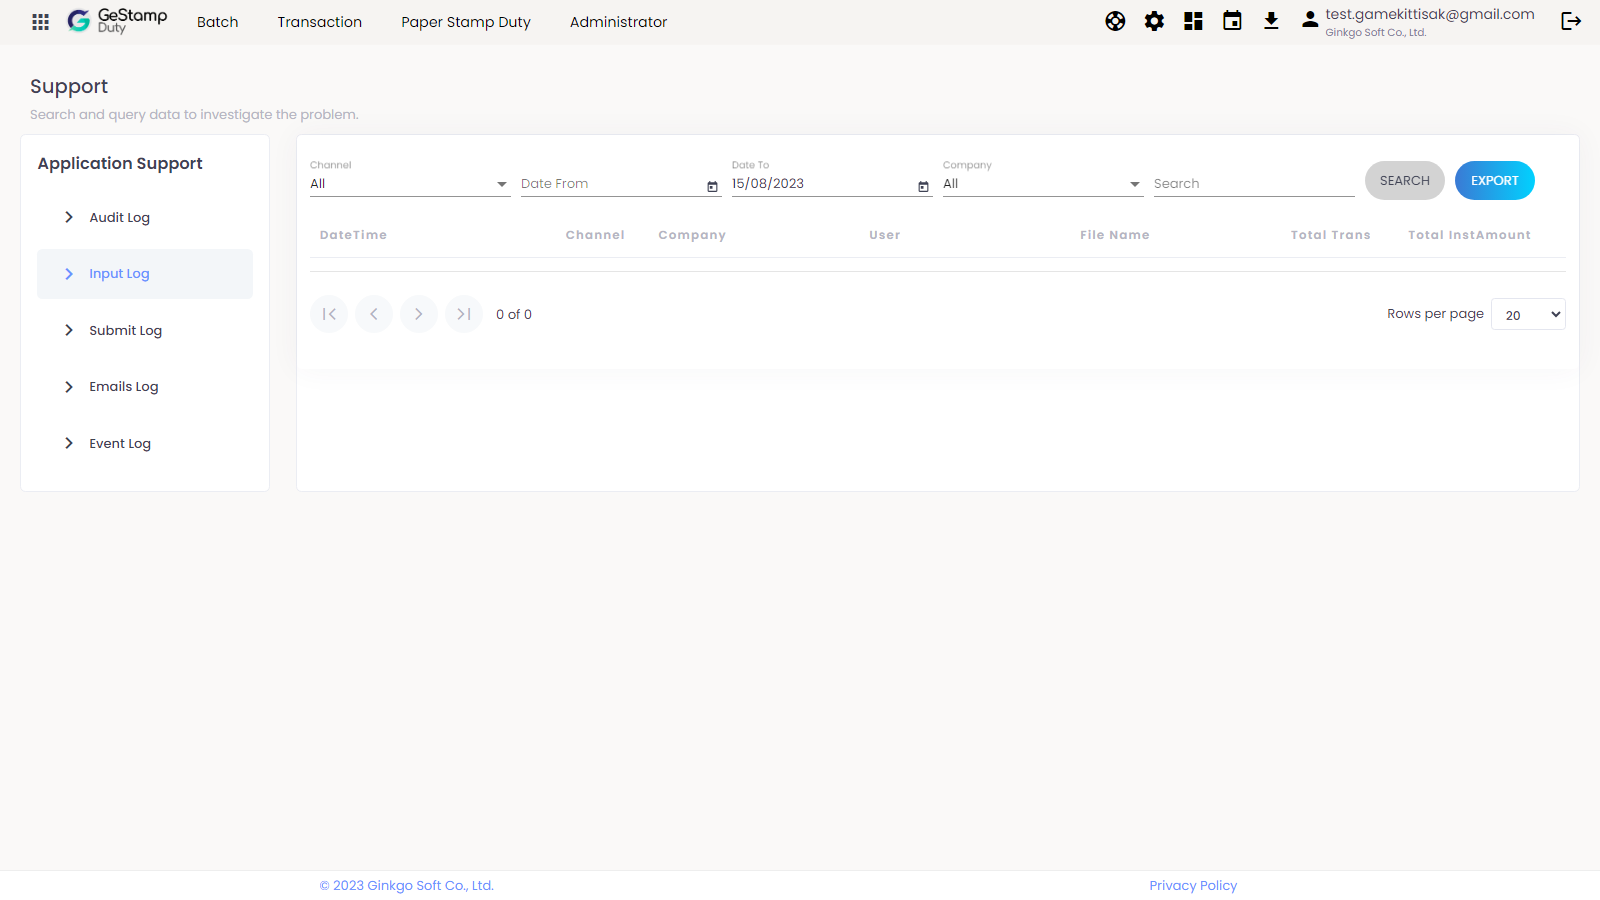 GeStamp
Duty
Batch
Transaction
Paper Stamp Duty
Administrator
test.gamekittisak@gmail.com
Ginkgo Soft Co., Ltd.
Support
Search and query data to investigate the problem.
Application Support
Audit Log
Input Log
Submit Log
Emails Log
Event Log
Channel
All
Date From
Date To
15/08/2023
Company
All
Search
SEARCH
EXPORT
DateTime
Channel
Company
User
File Name
Total Trans
Total InstAmount
0 of 0
Rows per page
20
© 2023 Ginkgo Soft Co., Ltd.
Privacy Policy